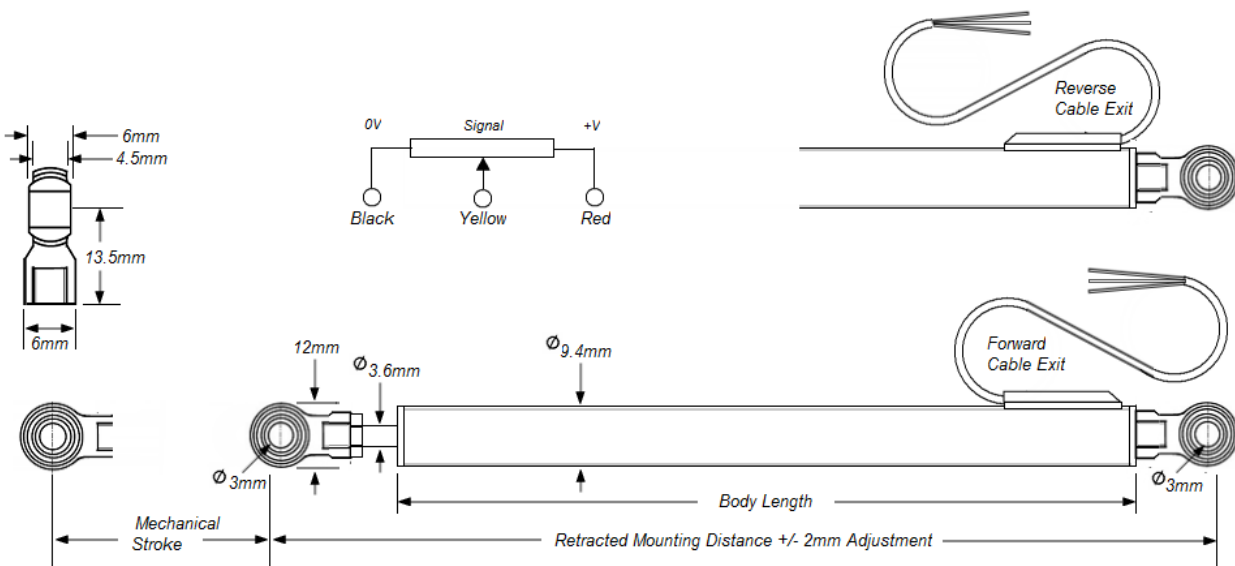 Reverse
Cable Exit
0V
Signal
+V
6mm
4.5mm
Black
Yellow
Red
13.5mm
6mm
12mm
Ø3.6mm
Ø9.4mm
Forward
Cable Exit
Ø3mm
Ø3mm
Body Length
Mechanical
Stroke
Retracted Mounting Distance +/- 2mm Adjustment